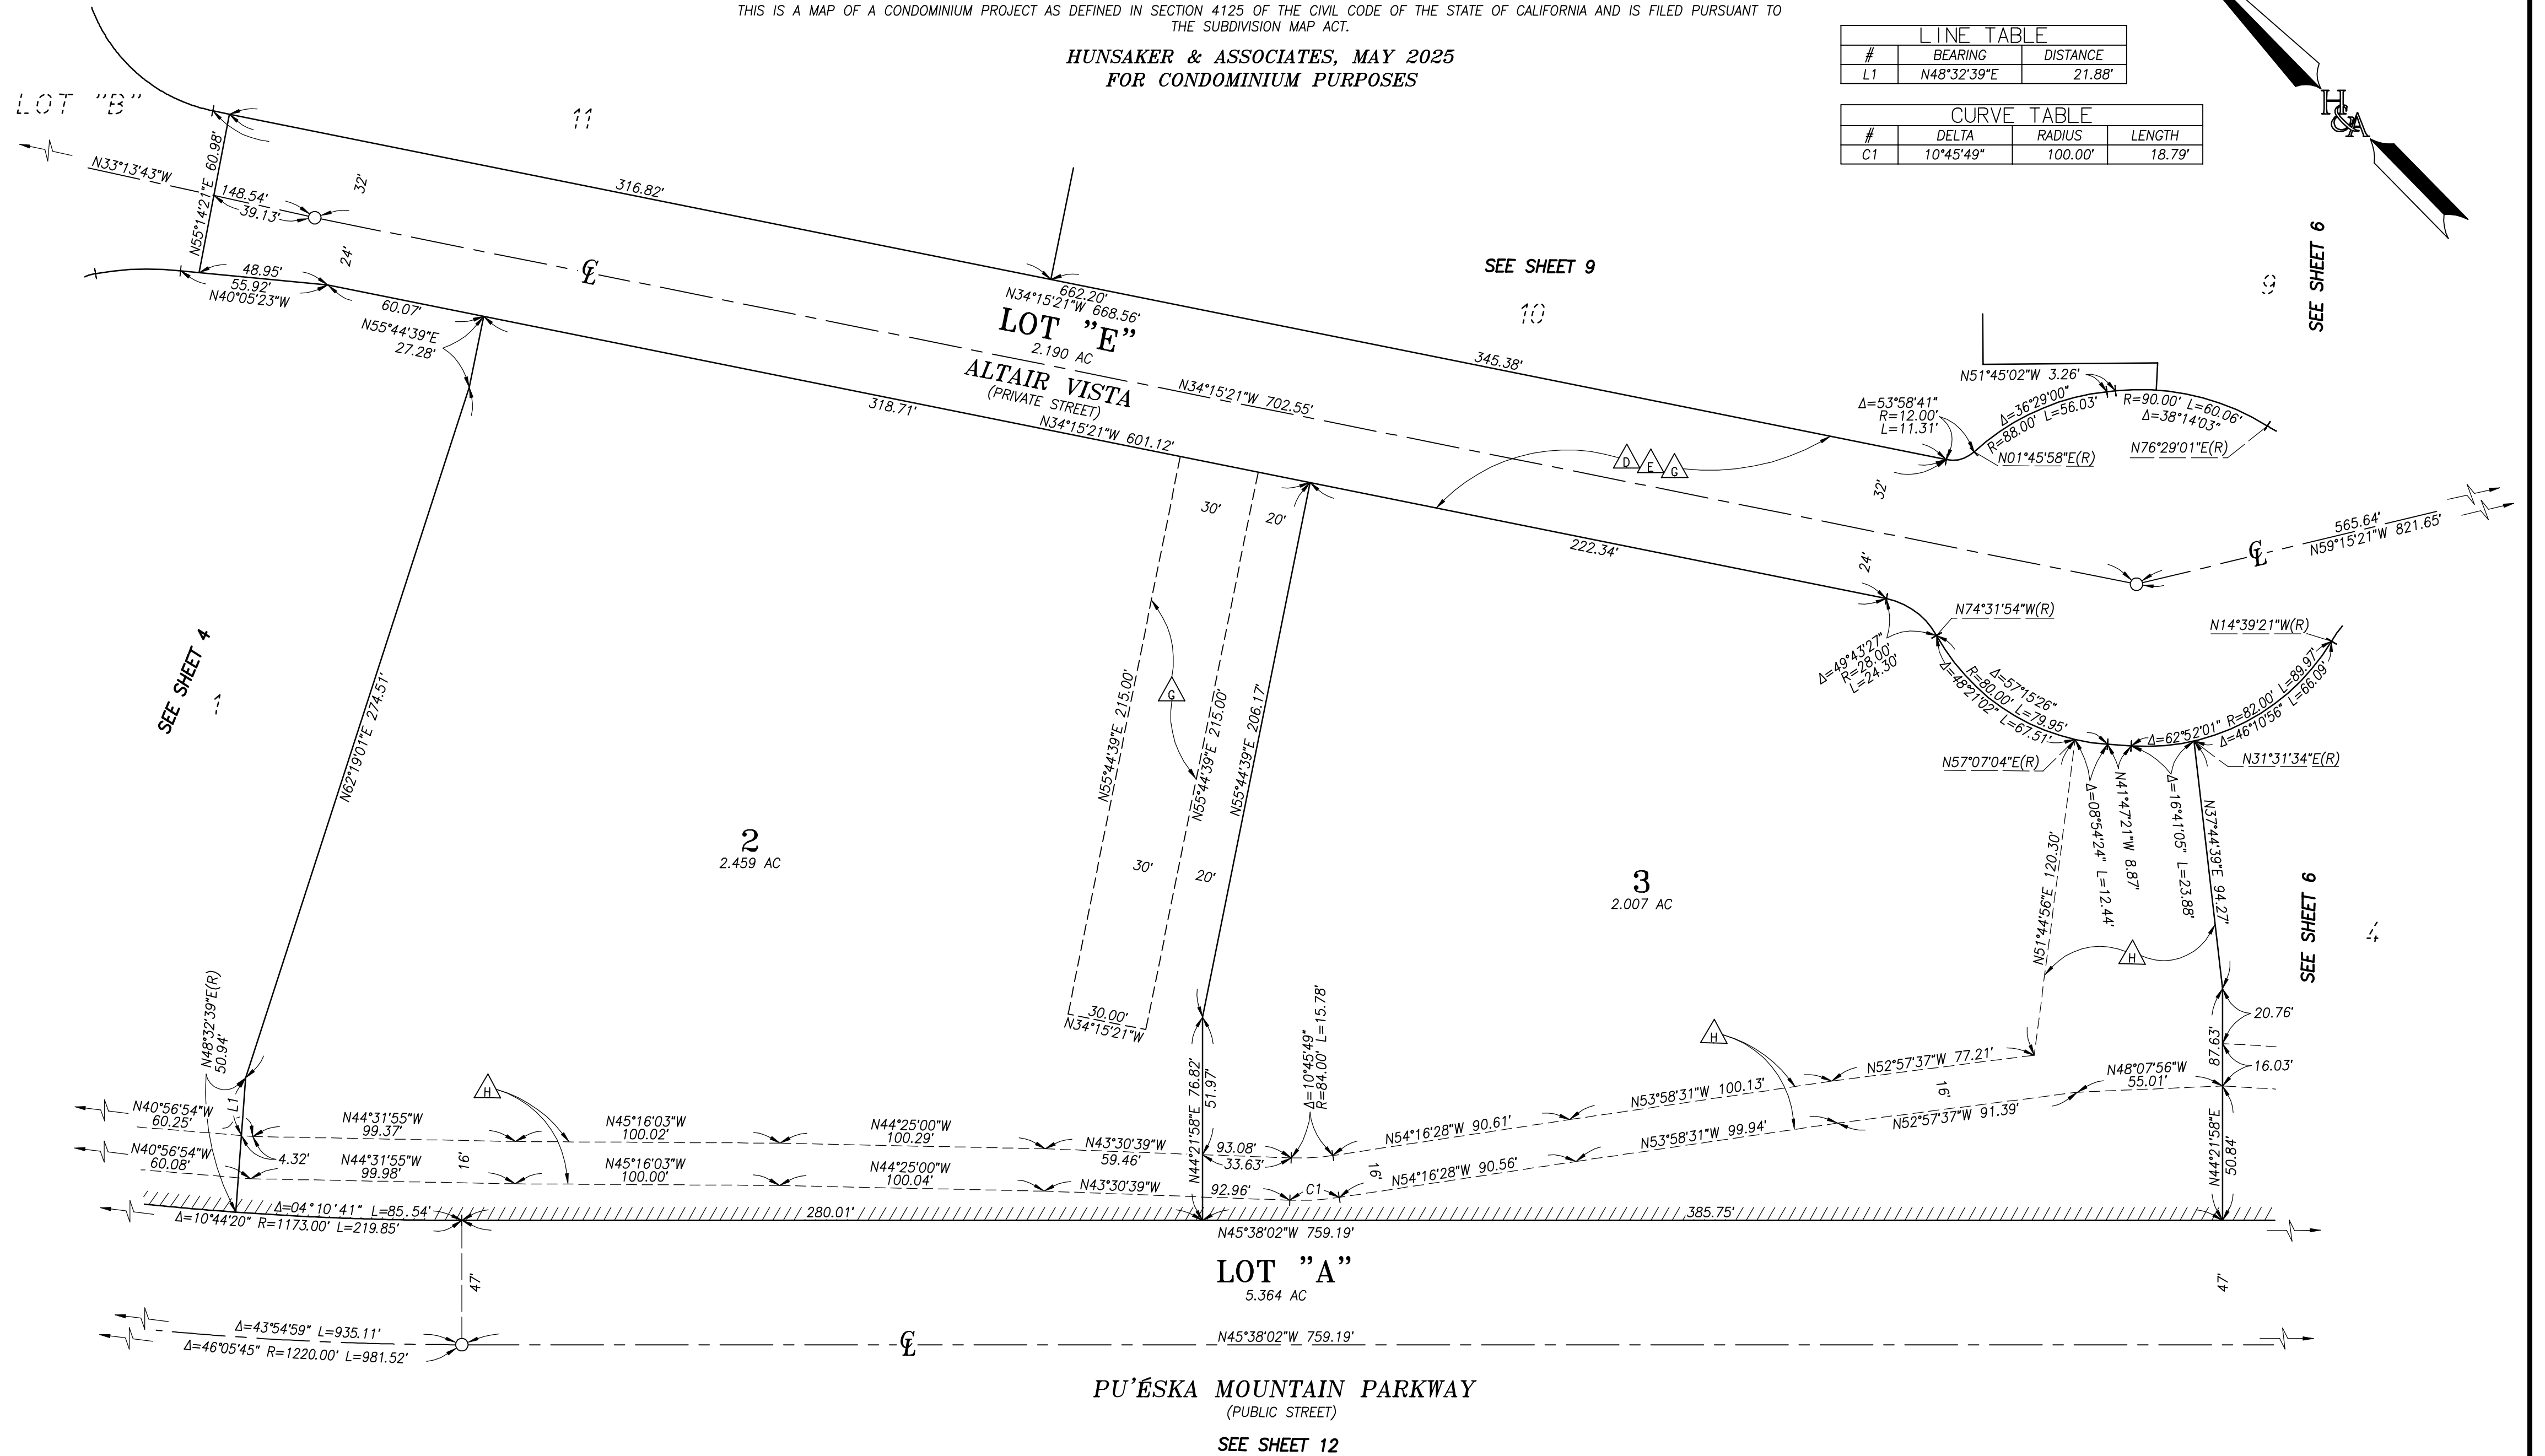 THIS IS A MAP OF A CONDOMINIUM PROJECT AS DEFINED IN SECTION 4125 OF THE CIVIL CODE OF THE STATE OF CALIFORNIA AND IS FILED PURSUANT TO
THE SUBDIVISION MAP ACT.
HUNSAKER & ASSOCIATES, MAY 2025
FOR CONDOMINIUM PURPOSES
LINE TABLE
# BEARING DISTANCE
L1 N48°32'39"E 21.88'
CURVE TABLE
# DELTA RADIUS LENGTH
C1 10°45'49" 100.00' 18.79'
H&A
LOT "B"
11
N33°13'43"W
N55°14'21"E 60.98'
148.54'
39.13'
32'
24'
316.82'
48.95'
55.92'
N40°05'23"W
60.07'
N55°44'39"E
27.28'
℄
662.20'
N34°15'21"W 668.56'
LOT "E"
2.190 AC
ALTAIR VISTA
(PRIVATE STREET)
318.71'
N34°15'21"W 601.12'
N34°15'21"W 702.55'
SEE SHEET 9
10
345.38'
9
SEE SHEET 6
N51°45'02"W 3.26'
Δ=53°58'41"
R=12.00'
L=11.31'
Δ=36°29'00"
R=88.00' L=56.03'
R=90.00' L=60.06'
Δ=38°14'03"
N01°45'58"E(R)
N76°29'01"E(R)
D
E
G
32'
24'
222.34'
565.64'
N59°15'21"W 821.65'
℄
N74°31'54"W(R)
N14°39'21"W(R)
Δ=49°43'27"
R=28.00'
L=24.30'
Δ=57°15'26"
R=80.00' L=79.95'
Δ=48°21'02" L=67.51'
Δ=62°52'01" R=82.00' L=89.97'
Δ=46°10'56" L=66.09'
N57°07'04"E(R)
N31°31'34"E(R)
Δ=08°54'24" L=12.44'
N41°47'21"W 8.87'
Δ=16°41'05" L=23.88'
N37°44'39"E 94.27'
N51°44'56"E 120.30'
H
SEE SHEET 4
1
N62°19'01"E 274.51'
2
2.459 AC
30'
20'
N55°44'39"E 215.00'
G
N55°44'39"E 215.00'
N55°44'39"E 206.17'
30'
20'
30.00'
N34°15'21"W
3
2.007 AC
SEE SHEET 6
4
20.76'
87.63'
16.03'
N48°32'39"E(R)
50.94'
L1
H
N40°56'54"W
60.25'
N44°31'55"W
99.37'
N45°16'03"W
100.02'
N44°25'00"W
100.29'
N43°30'39"W
59.46'
N44°21'58"E 76.82'
51.97'
93.08'
33.63'
Δ=10°45'49"
R=84.00' L=15.78'
N54°16'28"W 90.61'
H
N53°58'31"W 100.13'
N52°57'37"W 77.21'
N48°07'56"W
55.01'
N40°56'54"W
60.08'
4.32'
N44°31'55"W
99.98'
16'
N45°16'03"W
100.00'
N44°25'00"W
100.04'
N43°30'39"W
92.96'
C1
16'
N54°16'28"W 90.56'
N53°58'31"W 99.94'
N52°57'37"W 91.39'
16'
N44°21'58"E
50.84'
Δ=04°10'41" L=85.54'
Δ=10°44'20" R=1173.00' L=219.85'
280.01'
385.75'
N45°38'02"W 759.19'
LOT "A"
5.364 AC
47'
47'
Δ=43°54'59" L=935.11'
Δ=46°05'45" R=1220.00' L=981.52'
℄
N45°38'02"W 759.19'
PU'ÉSKA MOUNTAIN PARKWAY
(PUBLIC STREET)
SEE SHEET 12